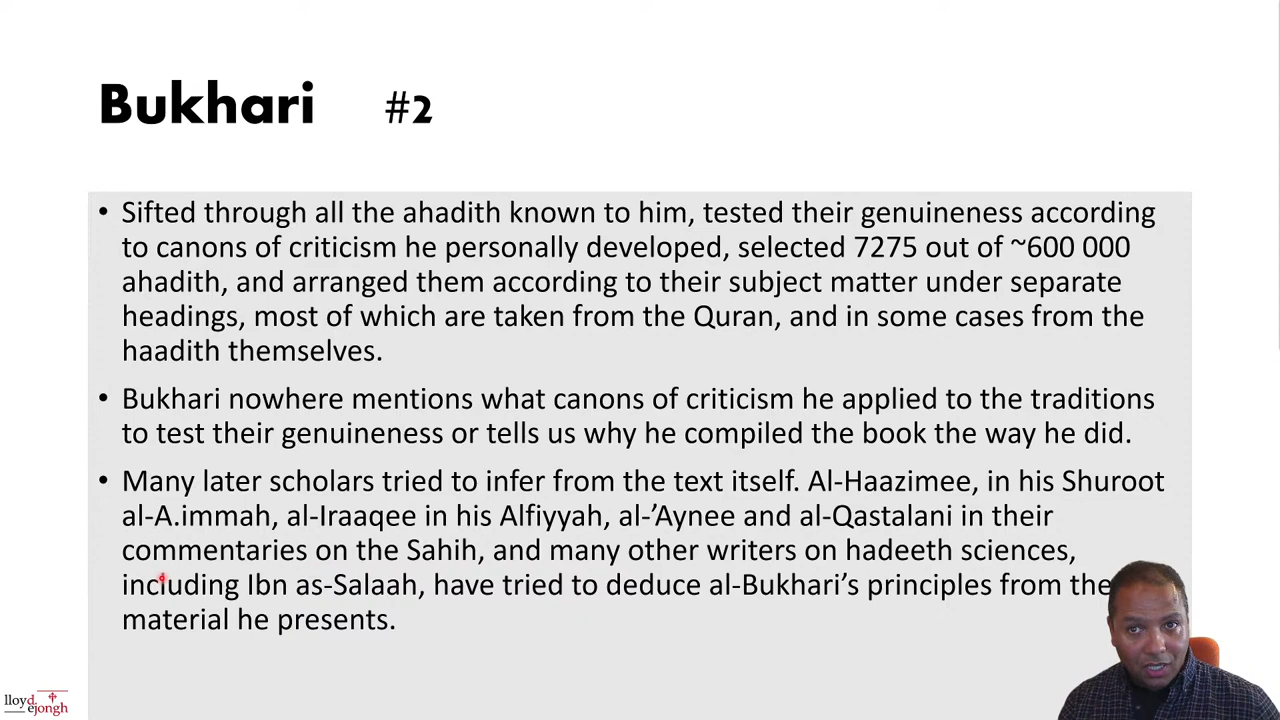 Bukhari #2
• Sifted through all the ahadith known to him, tested their genuineness according
to canons of criticism he personally developed, selected 7275 out of ~600 000
ahadith, and arranged them according to their subject matter under separate
headings, most of which are taken from the Quran, and in some cases from the
haadith themselves.
• Bukhari nowhere mentions what canons of criticism he applied to the traditions
to test their genuineness or tells us why he compiled the book the way he did.
• Many later scholars tried to infer from the text itself. Al-Haazimee, in his Shuroot
al-A.immah, al-Iraaqee in his Alfiyyah, al-’Aynee and al-Qastalani in their
commentaries on the Sahih, and many other writers on hadeeth sciences,
including Ibn as-Salaah, have tried to deduce al-Bukhari’s principles from the
material he presents.
lloyd
ejongh